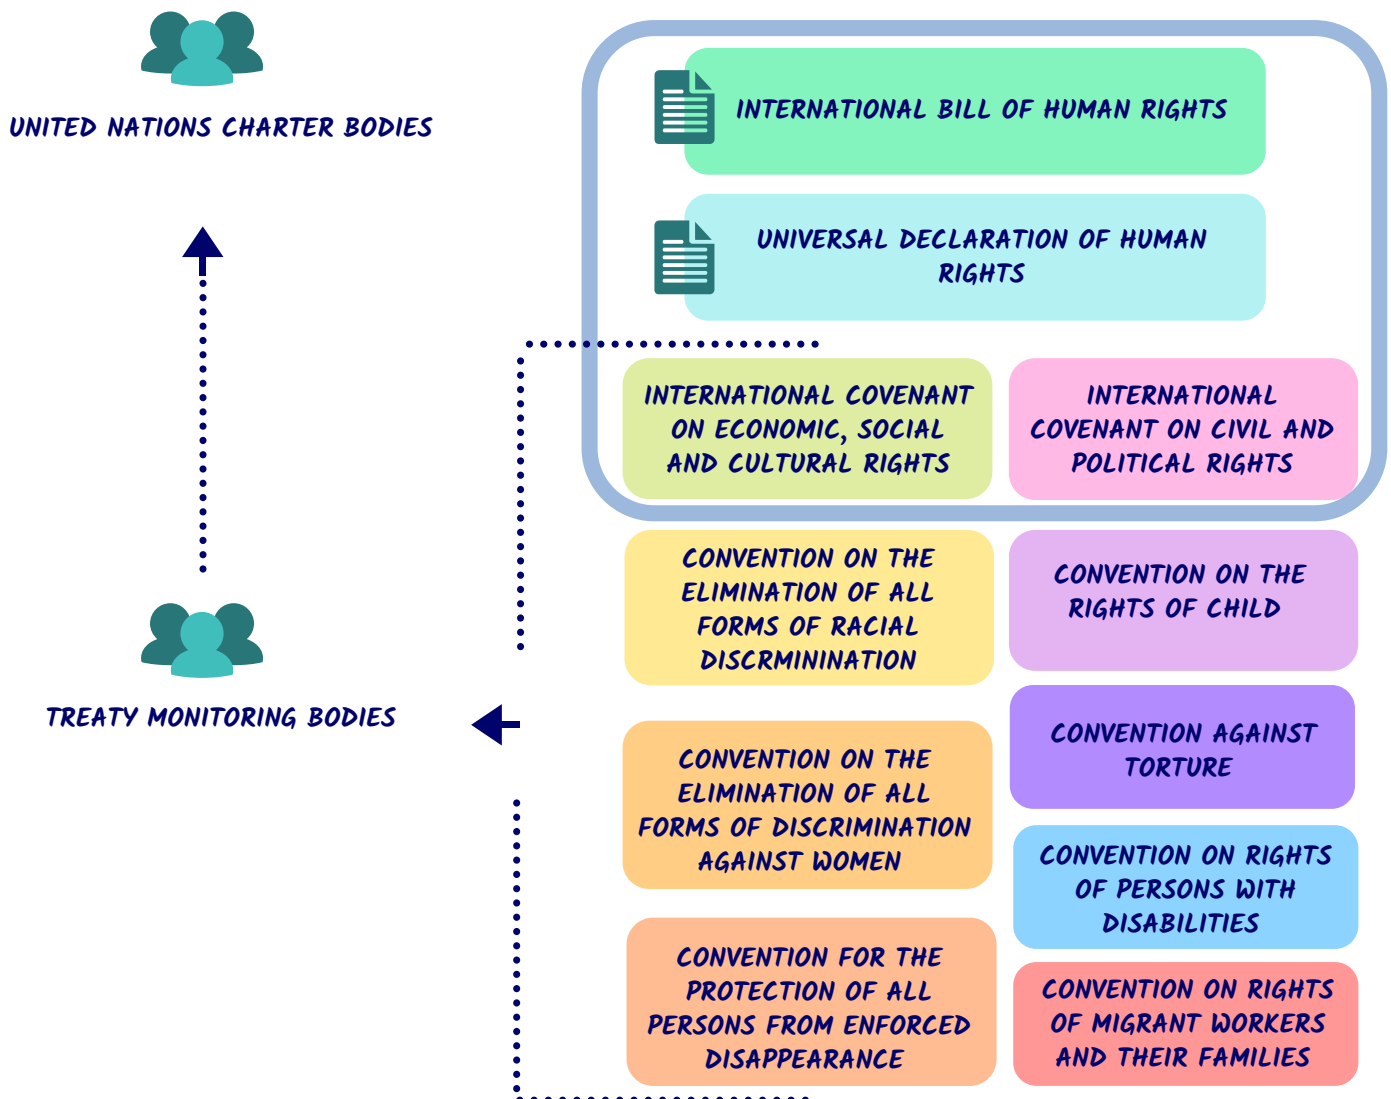 UNITED NATIONS CHARTER BODIES
INTERNATIONAL BILL OF HUMAN RIGHTS
UNIVERSAL DECLARATION OF HUMAN
RIGHTS
INTERNATIONAL COVENANT
ON ECONOMIC, SOCIAL
AND CULTURAL RIGHTS
INTERNATIONAL
COVENANT ON CIVIL AND
POLITICAL RIGHTS
CONVENTION ON THE
ELIMINATION OF ALL
FORMS OF RACIAL
DISCRMININATION
CONVENTION ON THE
RIGHTS OF CHILD
TREATY MONITORING BODIES
CONVENTION AGAINST
TORTURE
CONVENTION ON THE
ELIMINATION OF ALL
FORMS OF DISCRIMINATION
AGAINST WOMEN
CONVENTION ON RIGHTS
OF PERSONS WITH
DISABILITIES
CONVENTION FOR THE
PROTECTION OF ALL
PERSONS FROM ENFORCED
DISAPPEARANCE
CONVENTION ON RIGHTS
OF MIGRANT WORKERS
AND THEIR FAMILIES